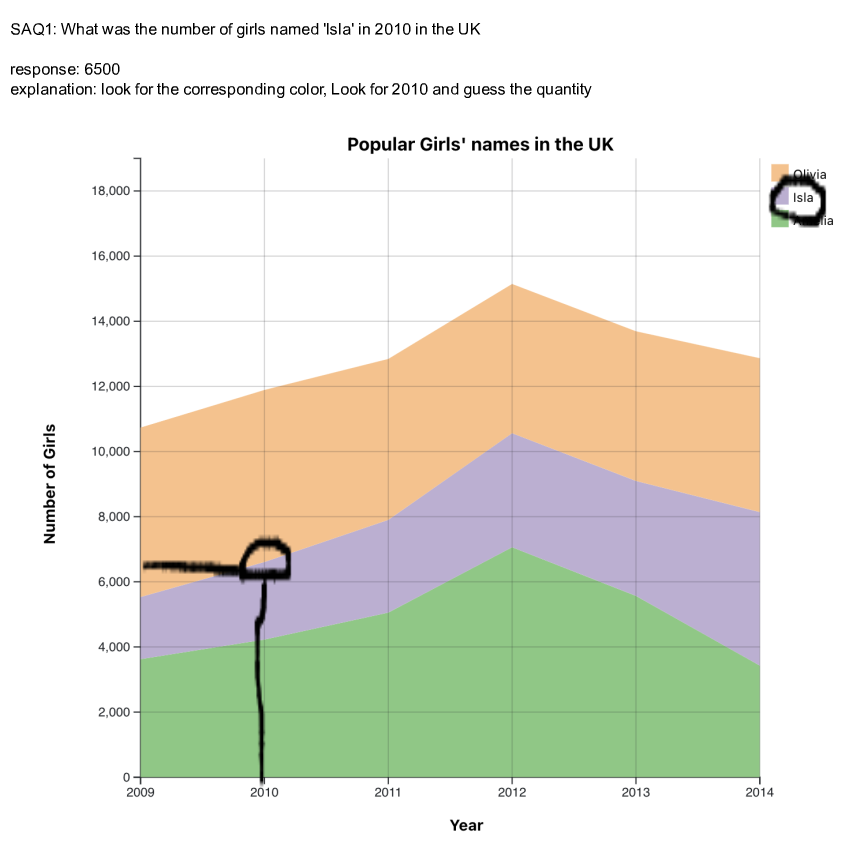 SAQ1: What was the number of girls named 'Isla' in 2010 in the UK
response: 6500
explanation: look for the corresponding color, Look for 2010 and guess the quantity
Popular Girls' names in the UK
Olivia
Isla
18,000
16,000
14,000
12,000
10,000
8,000
6,000
4,000
2,000
0
Number of Girls
2009 2010 2011 2012 2013 2014
Year